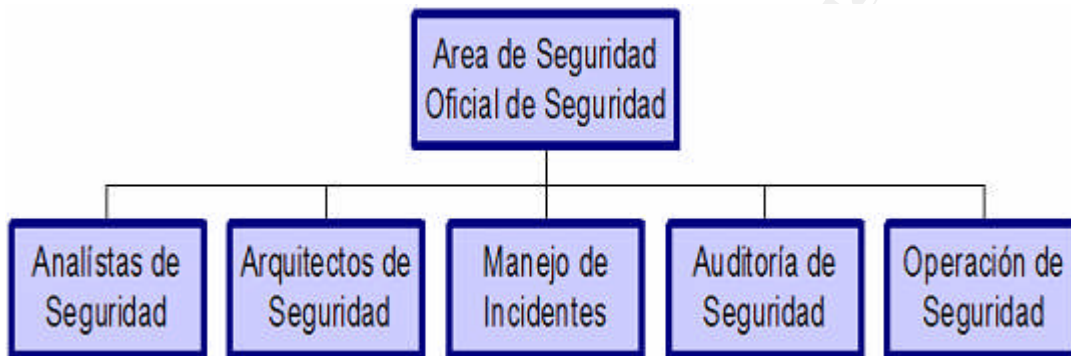 Area de Seguridad
Oficial de Seguridad
Analístas de
Seguridad
Arquitectos de
Seguridad
Manejo de
Incidentes
Auditoría de
Seguridad
Operación de
Seguridad